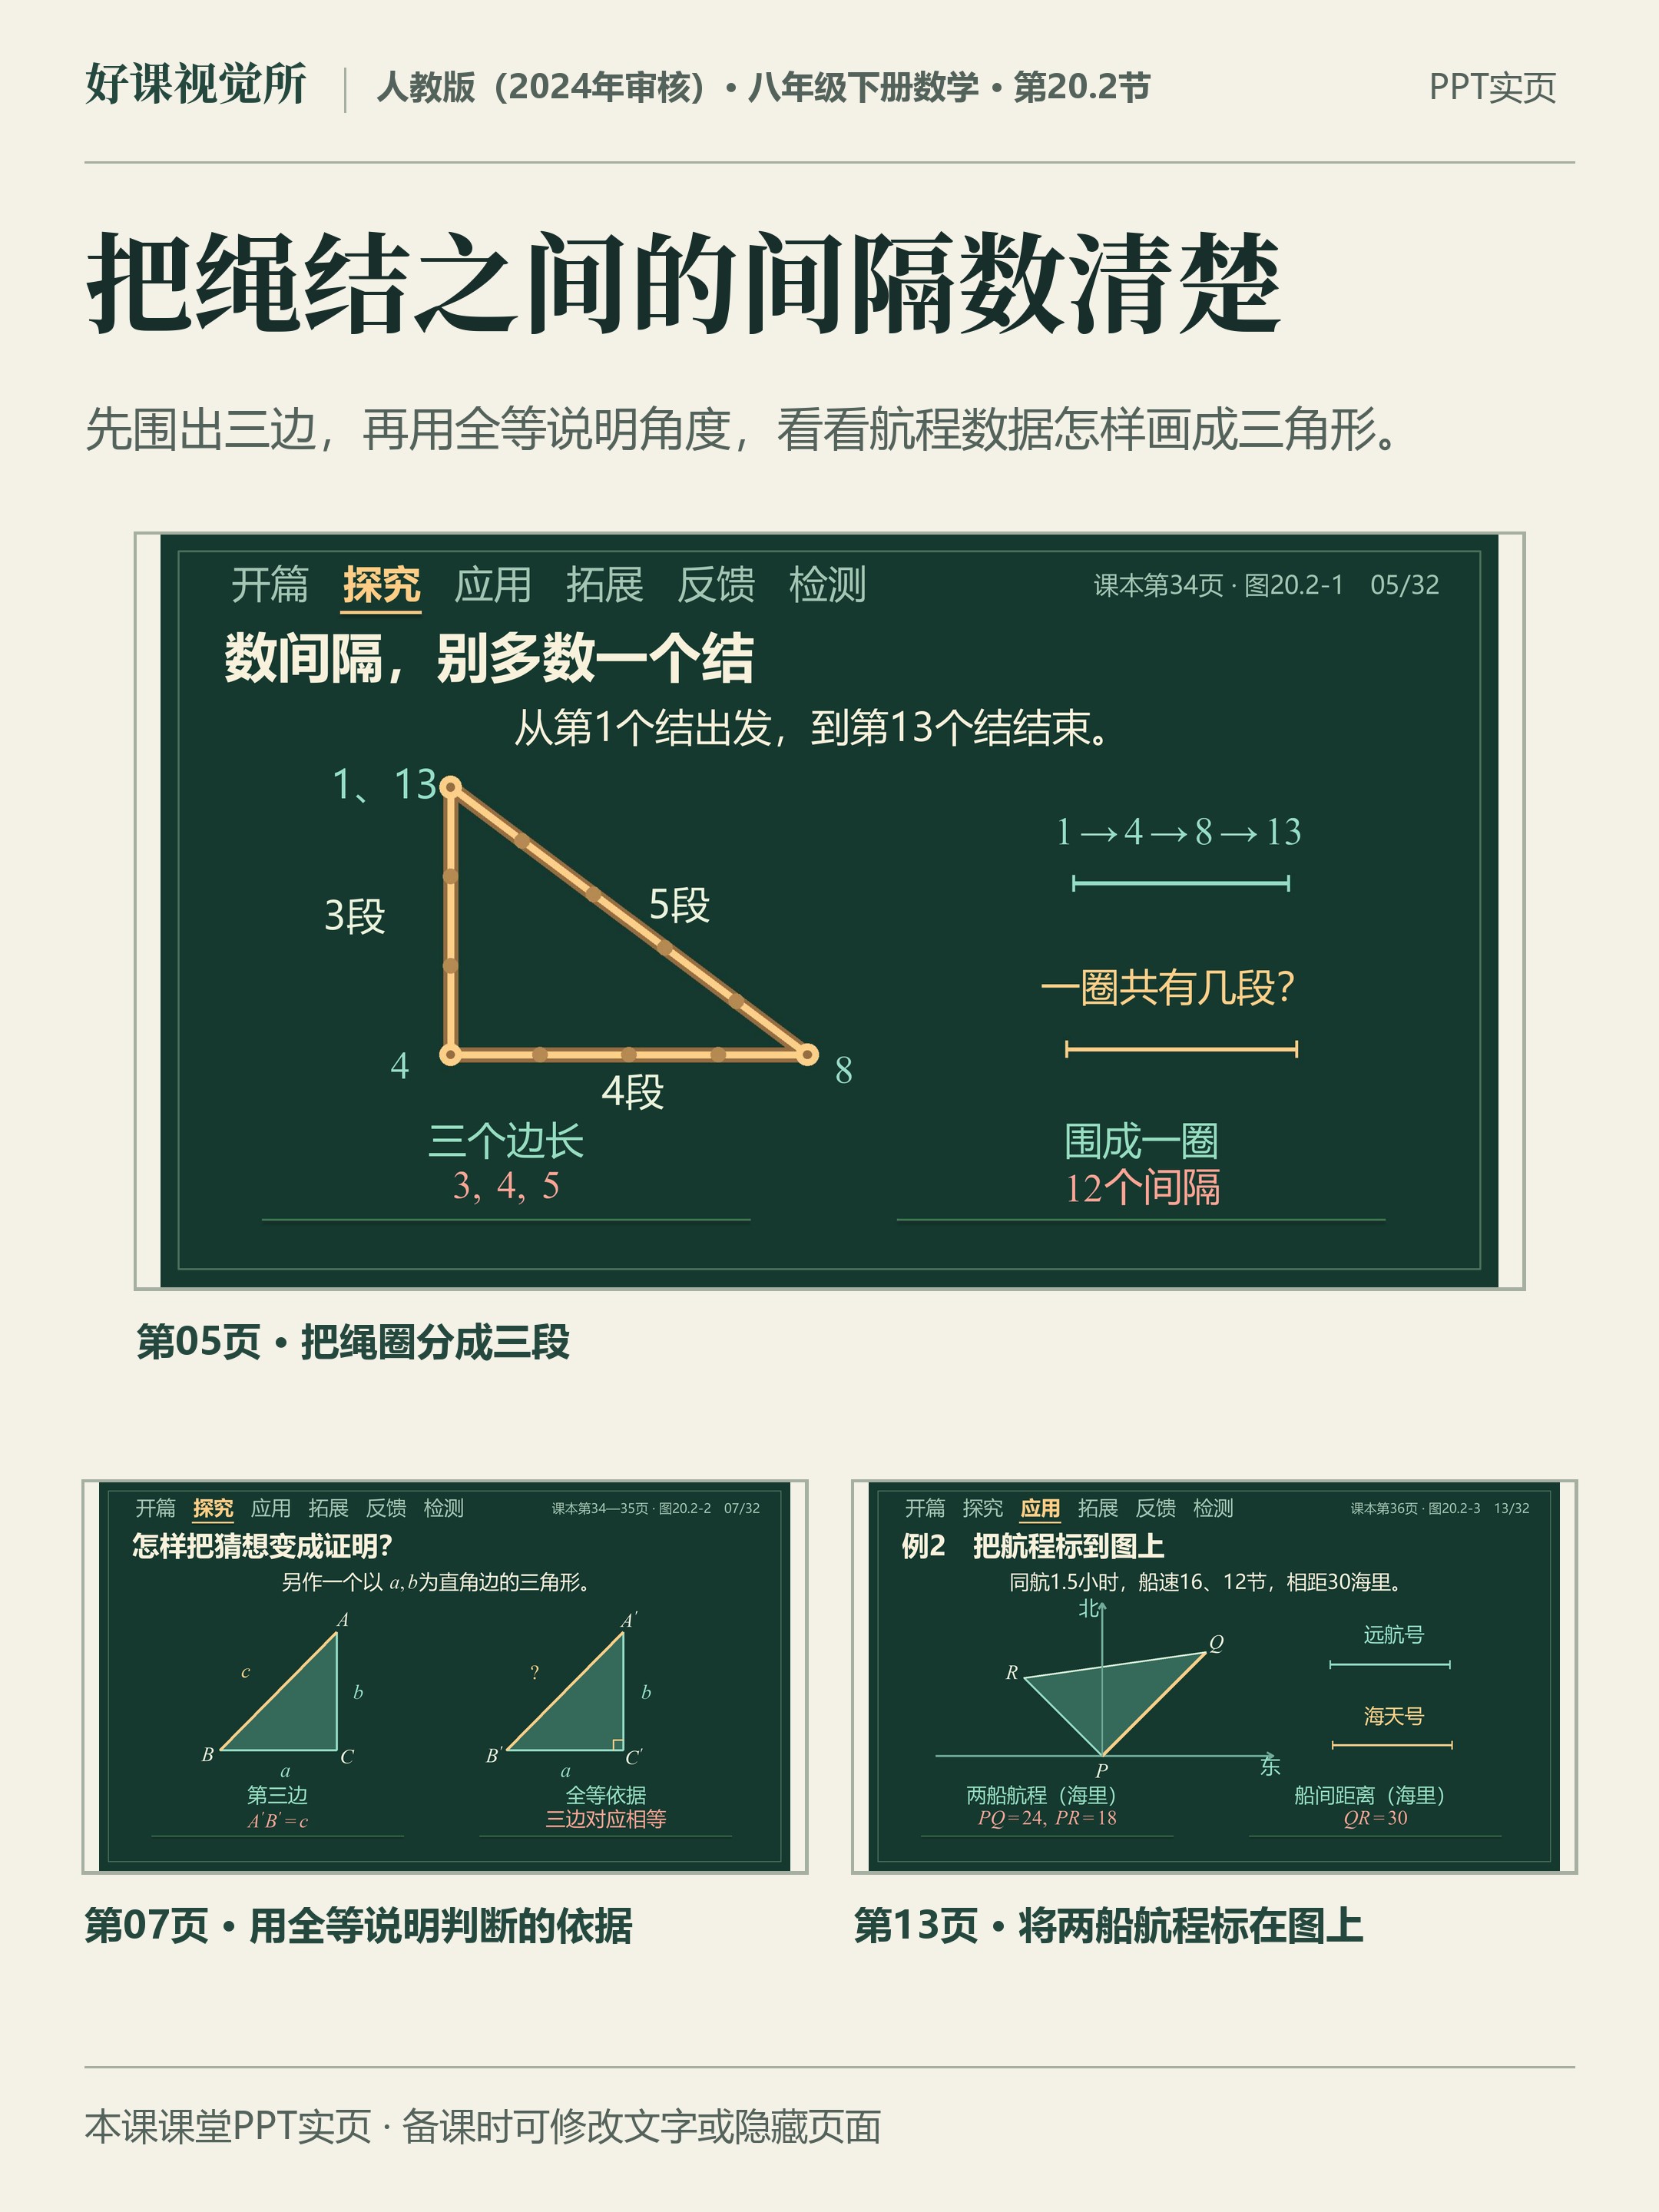 好课视觉所
人教版（2024年审核）• 八年级下册数学 • 第20.2节
PPT实页
把绳结之间的间隔数清楚
先围出三边，再用全等说明角度，看看航程数据怎样画成三角形。
开篇 探究 应用 拓展 反馈 检测
课本第34页 · 图20.2-1 05/32
数间隔，别多数一个结
从第1个结出发，到第13个结结束。
1、13
1→4→8→13
3段
5段
一圈共有几段？
4
8
4段
三个边长
3, 4, 5
围成一圈
12个间隔
第05页 • 把绳圈分成三段
开篇 探究 应用 拓展 反馈 检测
课本第34—35页 · 图20.2-2 07/32
怎样把猜想变成证明？
另作一个以 a, b为直角边的三角形。
A
A′
c
?
b
b
B
C
B′
C′
a
a
第三边
A′B′=c
全等依据
三边对应相等
第07页 • 用全等说明判断的依据
开篇 探究 应用 拓展 反馈 检测
课本第36页 · 图20.2-3 13/32
例2 把航程标到图上
同航1.5小时，船速16、12节，相距30海里。
北
远航号
Q
R
海天号
东
P
两船航程（海里）
PQ=24, PR=18
船间距离（海里）
QR=30
第13页 • 将两船航程标在图上
本课课堂PPT实页 · 备课时可修改文字或隐藏页面